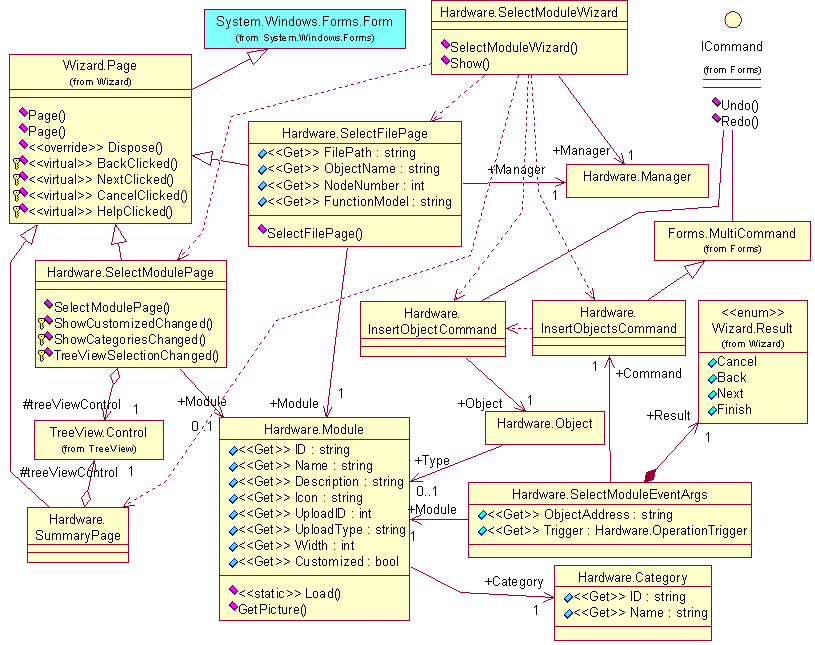 System.Windows.Forms.Form
(from System.Windows.Forms)
Hardware.SelectModuleWizard
SelectModuleWizard()
Show()
ICommand
(from Forms)
Undo()
Redo()
Wizard.Page
(from Wizard)
Page()
Page()
<<override>> Dispose()
<<virtual>> BackClicked()
<<virtual>> NextClicked()
<<virtual>> CancelClicked()
<<virtual>> HelpClicked()
Hardware.SelectFilePage
<<Get>> FilePath : string
<<Get>> ObjectName : string
<<Get>> NodeNumber : int
<<Get>> FunctionModel : string
SelectFilePage()
+Manager
1
+Manager
1
Hardware.Manager
Forms.MultiCommand
(from Forms)
Hardware.SelectModulePage
SelectModulePage()
ShowCustomizedChanged()
ShowCategoriesChanged()
TreeViewSelectionChanged()
Hardware.
InsertObjectCommand
Hardware.
InsertObjectsCommand
<<enum>>
Wizard.Result
(from Wizard)
Cancel
Back
Next
Finish
1
+Command
#treeViewControl
1
+Module
0..1
+Module
1
+Object
1
+Result
1
TreeView.Control
(from TreeView)
#treeViewControl
1
Hardware.Object
Hardware.Module
<<Get>> ID : string
<<Get>> Name : string
<<Get>> Description : string
<<Get>> Icon : string
<<Get>> UploadID : int
<<Get>> UploadType : string
<<Get>> Width : int
<<Get>> Customized : bool
<<static>> Load()
GetPicture()
+Type
0..1
+Module
1
Hardware.SelectModuleEventArgs
<<Get>> ObjectAddress : string
<<Get>> Trigger : Hardware.OperationTrigger
Hardware.
SummaryPage
+Category
1
Hardware.Category
<<Get>> ID : string
<<Get>> Name : string